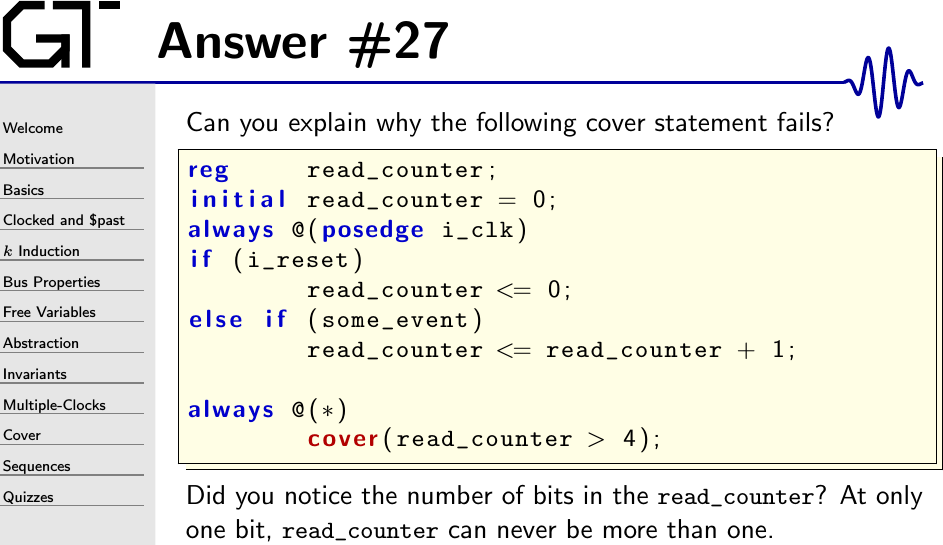 GT
Answer #27
Welcome
Motivation
Basics
Clocked and $past
k Induction
Bus Properties
Free Variables
Abstraction
Invariants
Multiple-Clocks
Cover
Sequences
Quizzes
Can you explain why the following cover statement fails?
reg read_counter;
initial read_counter = 0;
always @(posedge i_clk)
if (i_reset)
read_counter <= 0;
else if (some_event)
read_counter <= read_counter + 1;
always @(*)
cover(read_counter > 4);
Did you notice the number of bits in the read_counter? At only
one bit, read_counter can never be more than one.